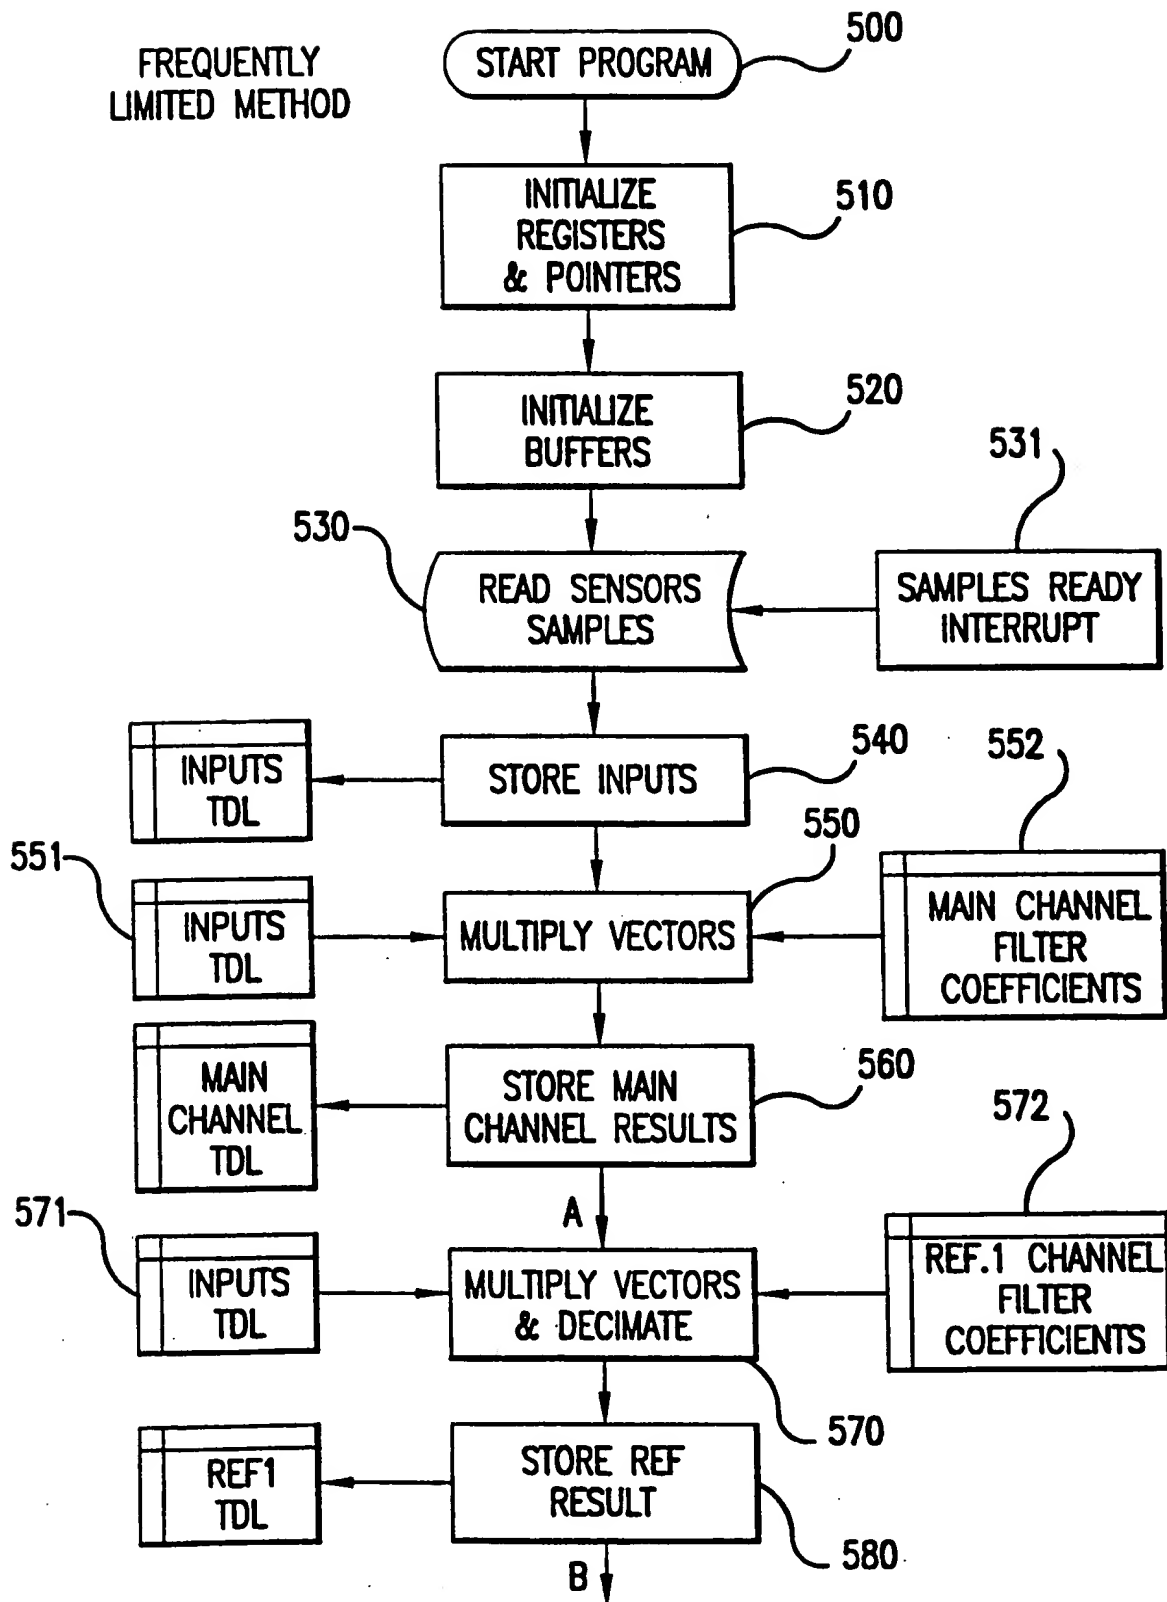 FREQUENTLY
LIMITED METHOD
START PROGRAM
500
INITIALIZE
REGISTERS
& POINTERS
510
INITIALIZE
BUFFERS
520
530
READ SENSORS
SAMPLES
531
SAMPLES READY
INTERRUPT
INPUTS
TDL
STORE INPUTS
540
551
INPUTS
TDL
MULTIPLY VECTORS
550
552
MAIN CHANNEL
FILTER
COEFFICIENTS
MAIN
CHANNEL
TDL
STORE MAIN
CHANNEL RESULTS
560
A
571
INPUTS
TDL
MULTIPLY VECTORS
& DECIMATE
570
572
REF.1 CHANNEL
FILTER
COEFFICIENTS
REF1
TDL
STORE REF
RESULT
580
B